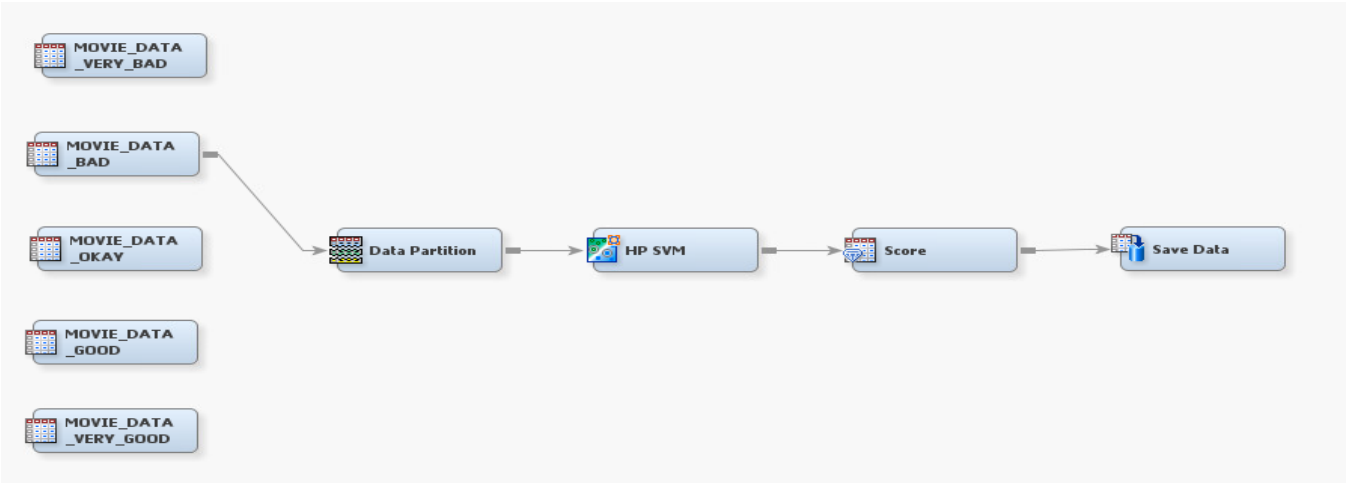 MOVIE_DATA
_VERY_BAD
MOVIE_DATA
_BAD
MOVIE_DATA
_OKAY
MOVIE_DATA
_GOOD
MOVIE_DATA
_VERY_GOOD
Data Partition
HP SVM
Score
Save Data